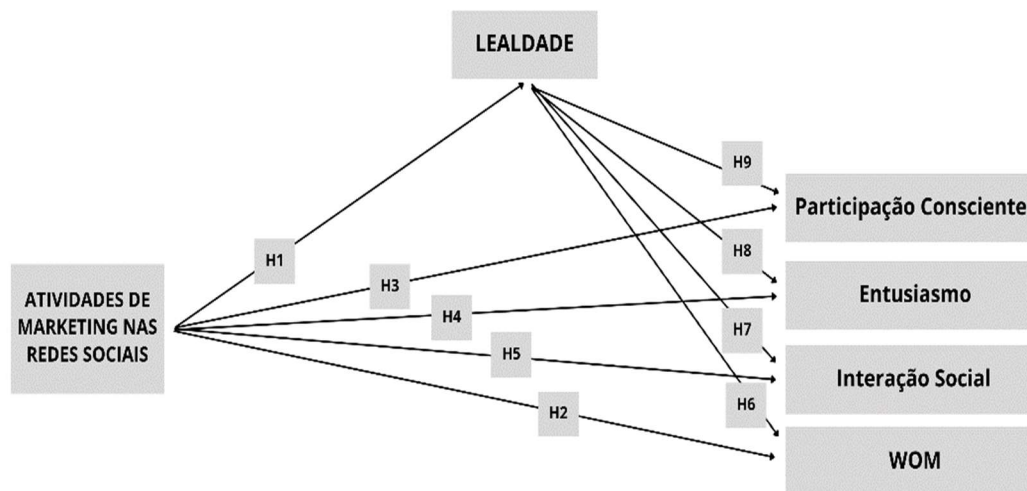 LEALDADE
H9
Participação Consciente
H1
H3
H8
ATIVIDADES DE
MARKETING NAS
REDES SOCIAIS
H4
Entusiasmo
H5
H7
Interação Social
H2
H6
WOM